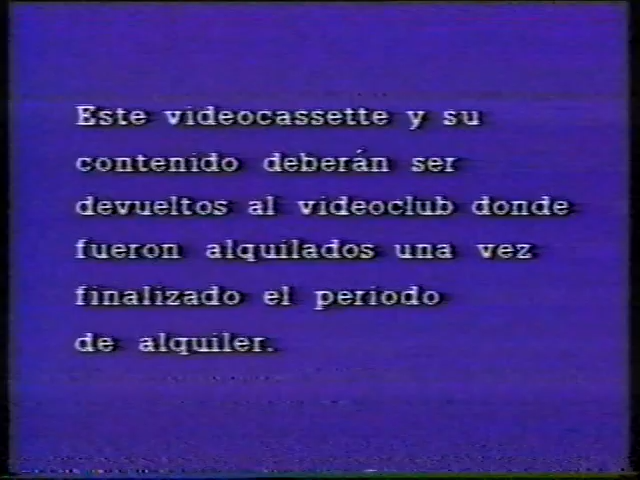 Este videocassette y su
contenido deberán ser
devueltos al videoclub donde
fueron alquilados una vez
finalizado el periodo
de alquiler.